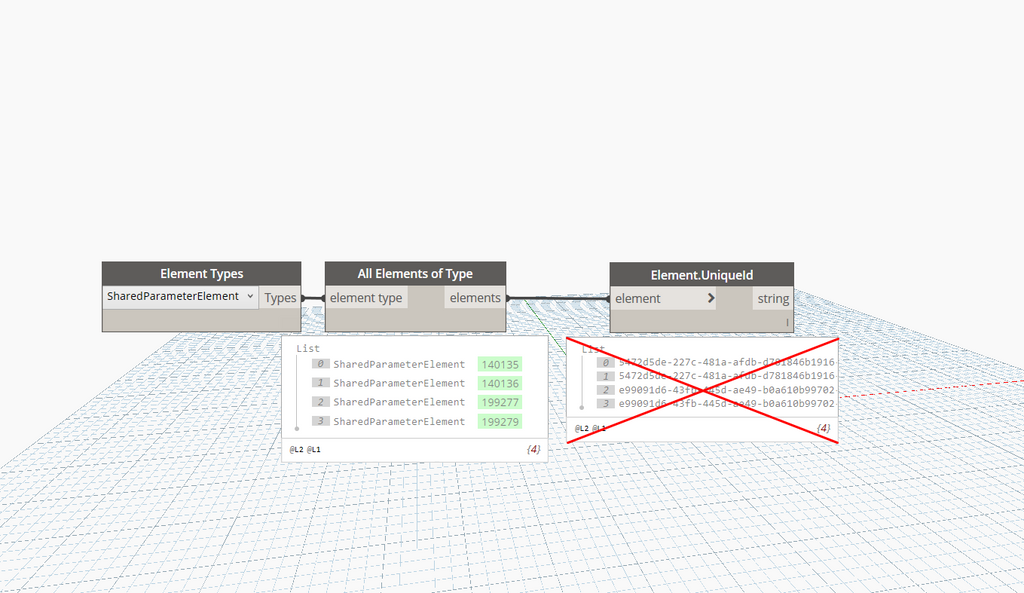 Element Types
SharedParameterElement
Types
All Elements of Type
element type
elements
Element.UniqueId
element
string
l
List
0 SharedParameterElement 140135
1 SharedParameterElement 140136
2 SharedParameterElement 199277
3 SharedParameterElement 199279
@L2 @L1
{4}
List
0 5472d5de-227c-481a-afdb-d781846b1916-
1 5472d5de-227c-481a-afdb-d781846b1916-
2 e99091d6-43fb-445d-ae49-b0a610b99702
3 e99091d6-43fb-445d-ae49-b0a610b99702
@L2 @L1
{4}